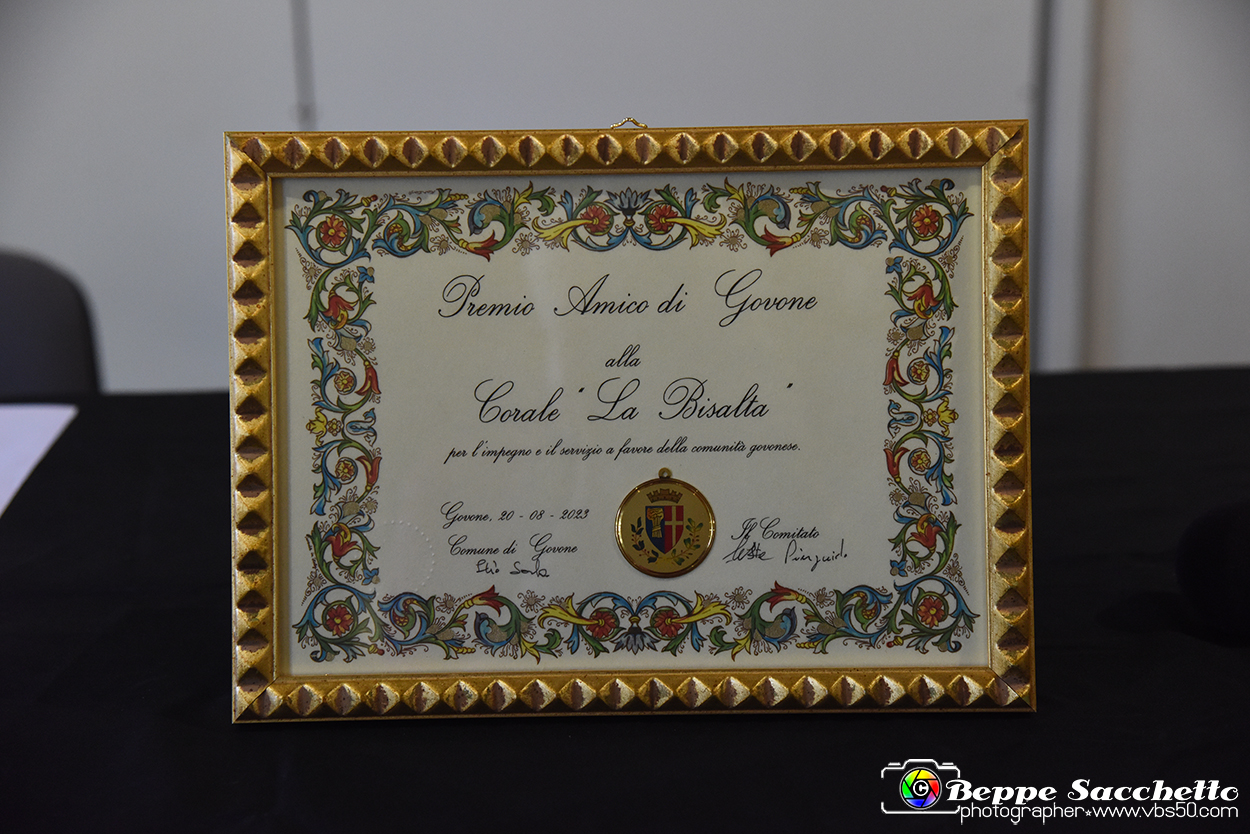 Premio Amico di Govone
alla
Corale "La Bisalta"
per l'impegno e il servizio a favore della comunità govonese.
Govone, 20 - 08 - 2023
Comune di Govone
Il Comitato
Pierguido
Beppe Sacchetto
photographer★www.vbs50.com